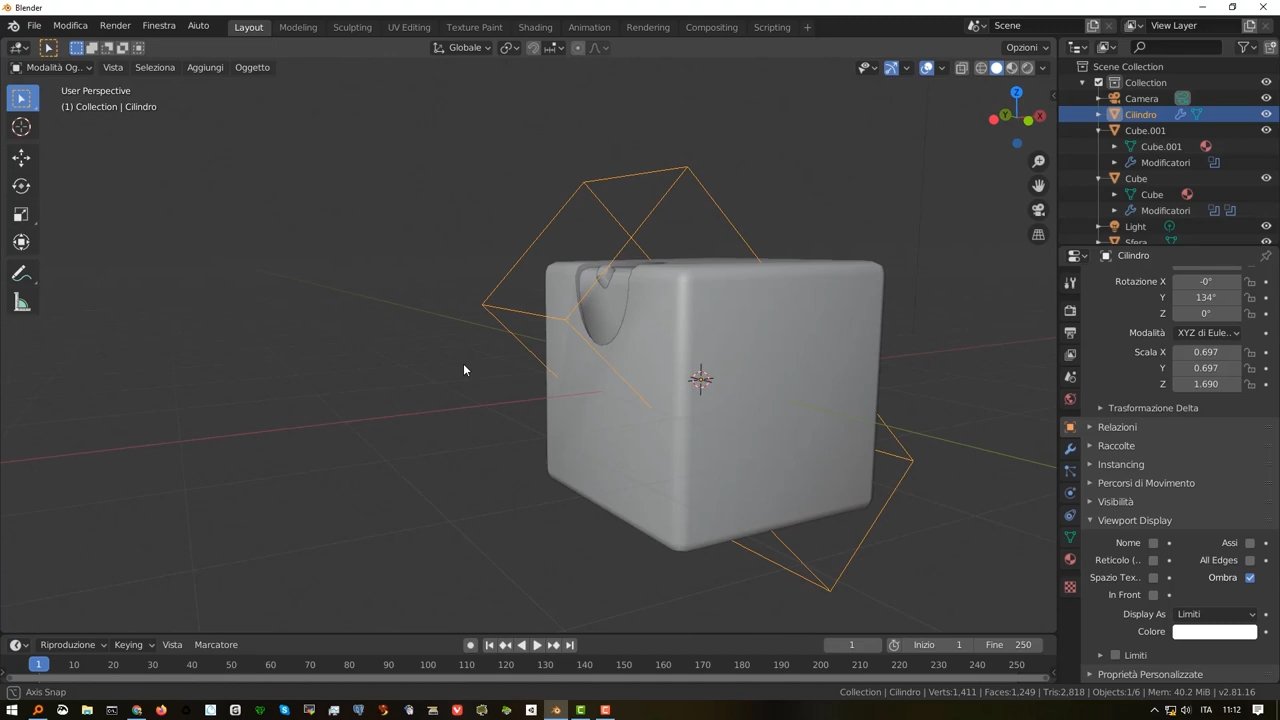 Blender
File Modifica Render Finestra Aiuto Layout Modeling Sculpting UV Editing Texture Paint Shading Animation Rendering Compositing Scripting + Scene View Layer
Globale Opzioni
Modalità Og... Vista Seleziona Aggiungi Oggetto
User Perspective
(1) Collection | Cilindro
Z
Y
X
Scene Collection
Collection
Camera
Cilindro
Cube.001
Cube.001
Modificatori
Cube
Cube
Modificatori
Light
Sfera
Cilindro
Rotazione X -0°
Y 134°
Z 0°
Modalità XYZ di Eule..
Scala X 0.697
Y 0.697
Z 1.690
Trasformazione Delta
Relazioni
Raccolte
Instancing
Percorsi di Movimento
Visibilità
Viewport Display
Nome Assi
Reticolo (.. All Edges
Spazio Tex.. Ombra
In Front
Display As Limiti
Colore
Limiti
Proprietà Personalizzate
Riproduzione Keying Vista Marcatore 1 Inizio 1 Fine 250
1 10 20 30 40 50 60 70 80 90 100 110 120 130 140 150 160 170 180 190 200 210 220 230 240 250
Axis Snap Collection | Cilindro | Verts:1,411 | Faces:1,249 | Tris:2,818 | Objects:1/6 | Mem: 40.2 MiB | v2.81.16
ITA 11:12